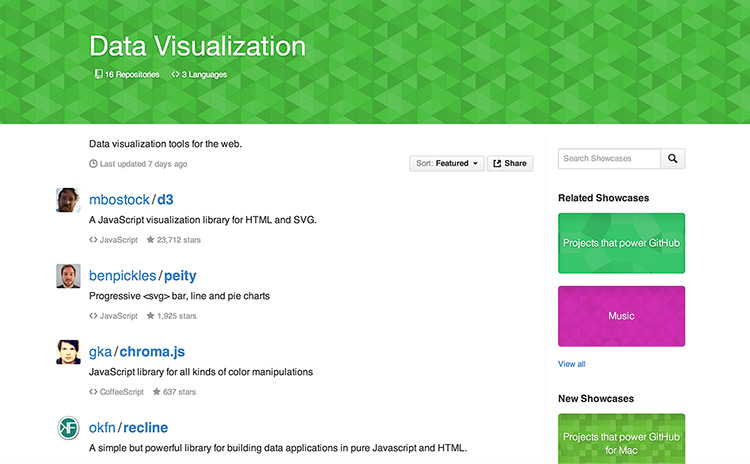 Data Visualization
16 Repositories 3 Languages
Data visualization tools for the web.
Last updated 7 days ago
Sort: Featured Share
mbostock/d3
A JavaScript visualization library for HTML and SVG.
JavaScript 23,712 stars
benpickles/peity
Progressive <svg> bar, line and pie charts
JavaScript 1,925 stars
gka/chroma.js
JavaScript library for all kinds of color manipulations
CoffeeScript 637 stars
okfn/recline
A simple but powerful library for building data applications in pure Javascript and HTML.
Search Showcases
Related Showcases
Projects that power GitHub
Music
View all
New Showcases
Projects that power GitHub
for Mac